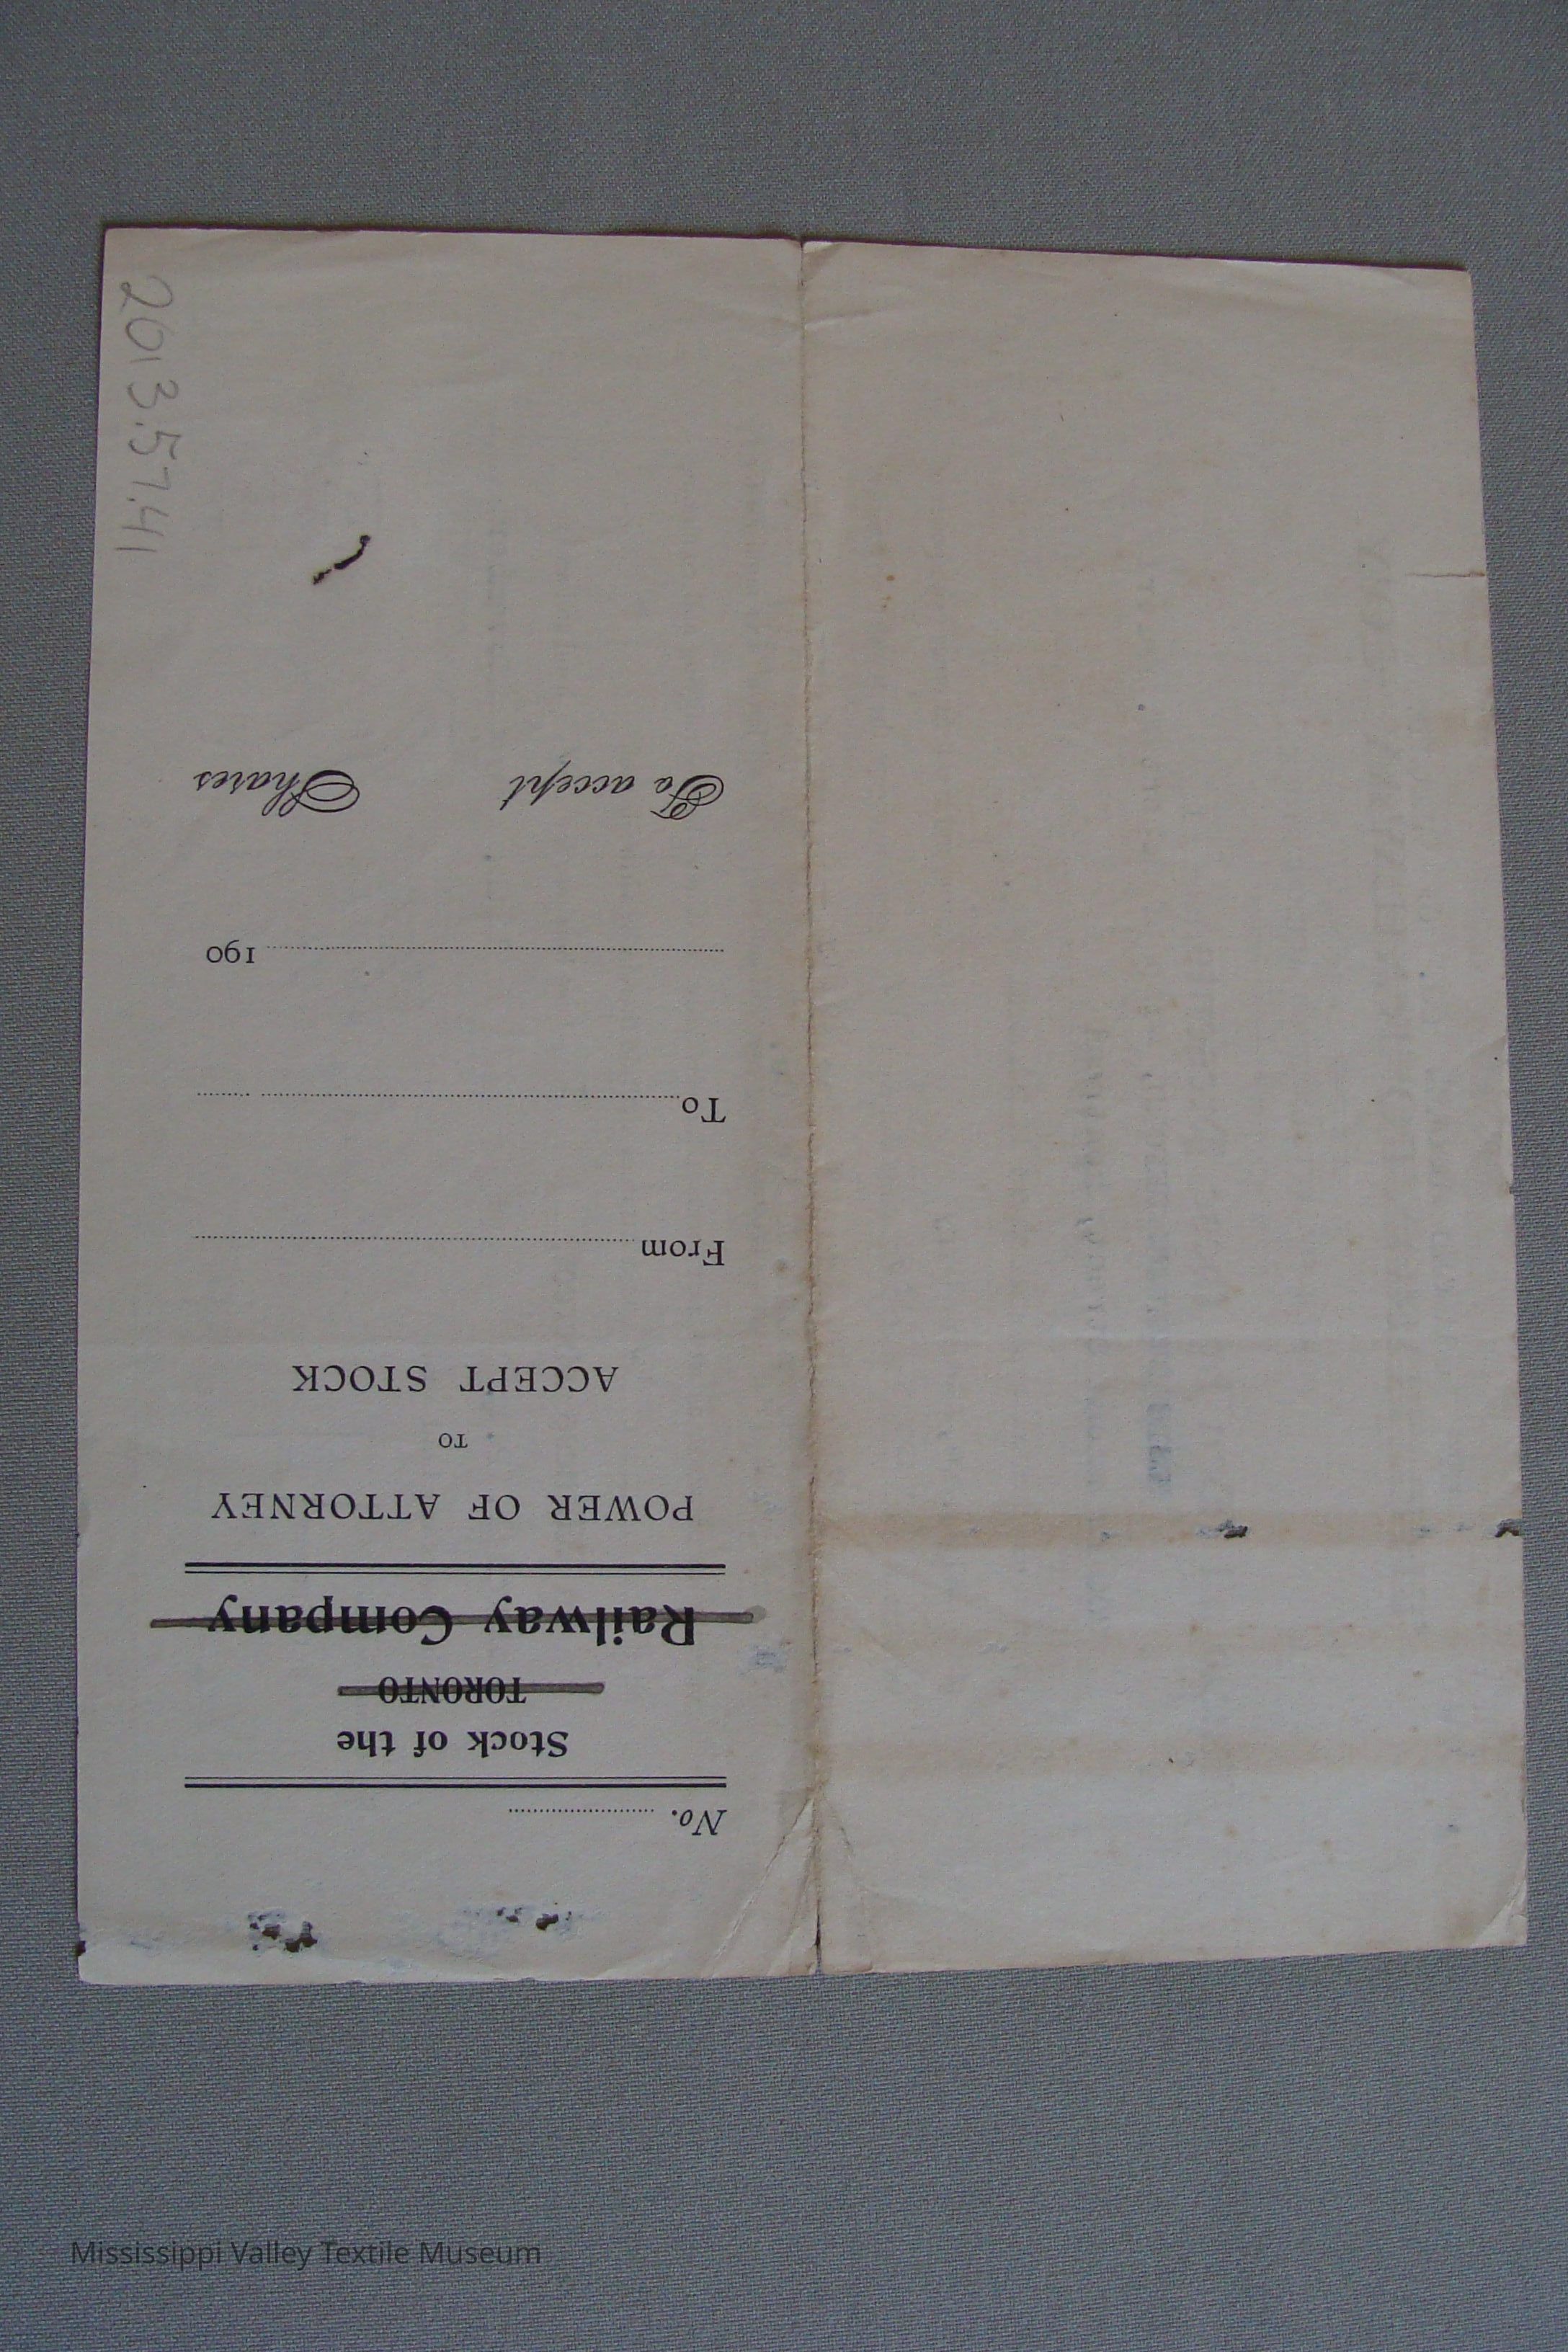 No. ............
Stock of the
TORONTO
Railway Company
POWER OF ATTORNEY
TO
ACCEPT STOCK
From
To
190
To accept Shares
2013.57.41
Mississippi Valley Textile Museum